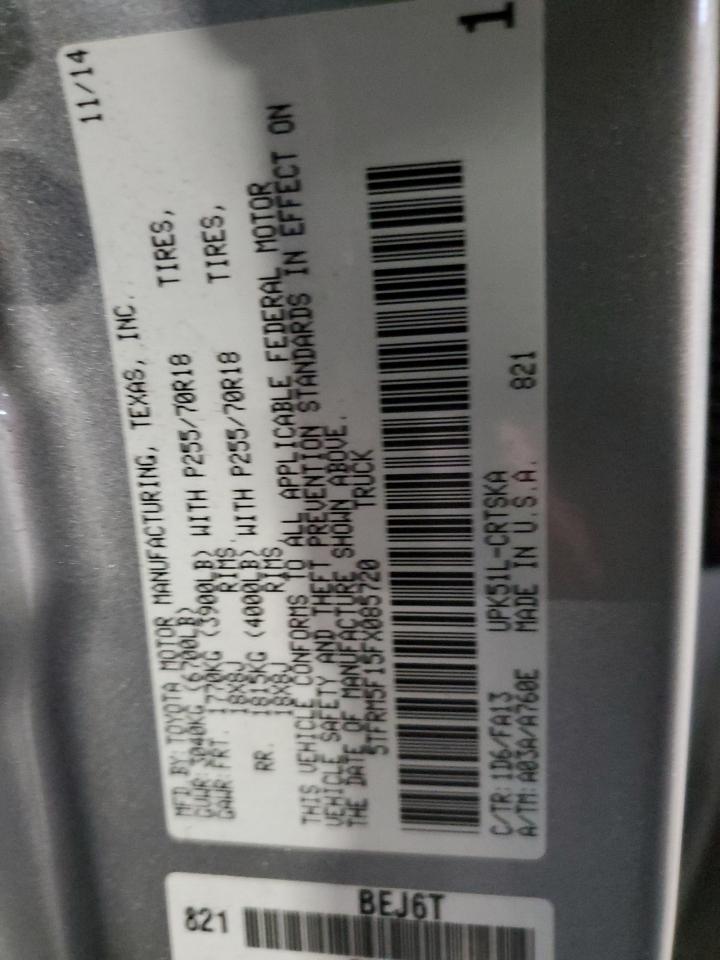 MFD BY: TOYOTA MOTOR MANUFACTURING, TEXAS, INC. 11/14
GVWR: 3040KG (6700LB)
GAWR: FRT. 1770KG (3900LB) WITH P255/70R18 TIRES,
18X8J RIMS,
RR. 1815KG (4000LB) WITH P255/70R18 TIRES,
18X8J RIMS,
THIS VEHICLE CONFORMS TO ALL APPLICABLE FEDERAL MOTOR
VEHICLE SAFETY AND THEFT PREVENTION STANDARDS IN EFFECT ON
THE DATE OF MANUFACTURE SHOWN ABOVE.
5TFRM5F15FX085720 TRUCK
C/TR: 1D6/FA13 UPK51L-CRTSKA
A/TM: A03A/A760E MADE IN U.S.A. 821
1
BEJ6T
821